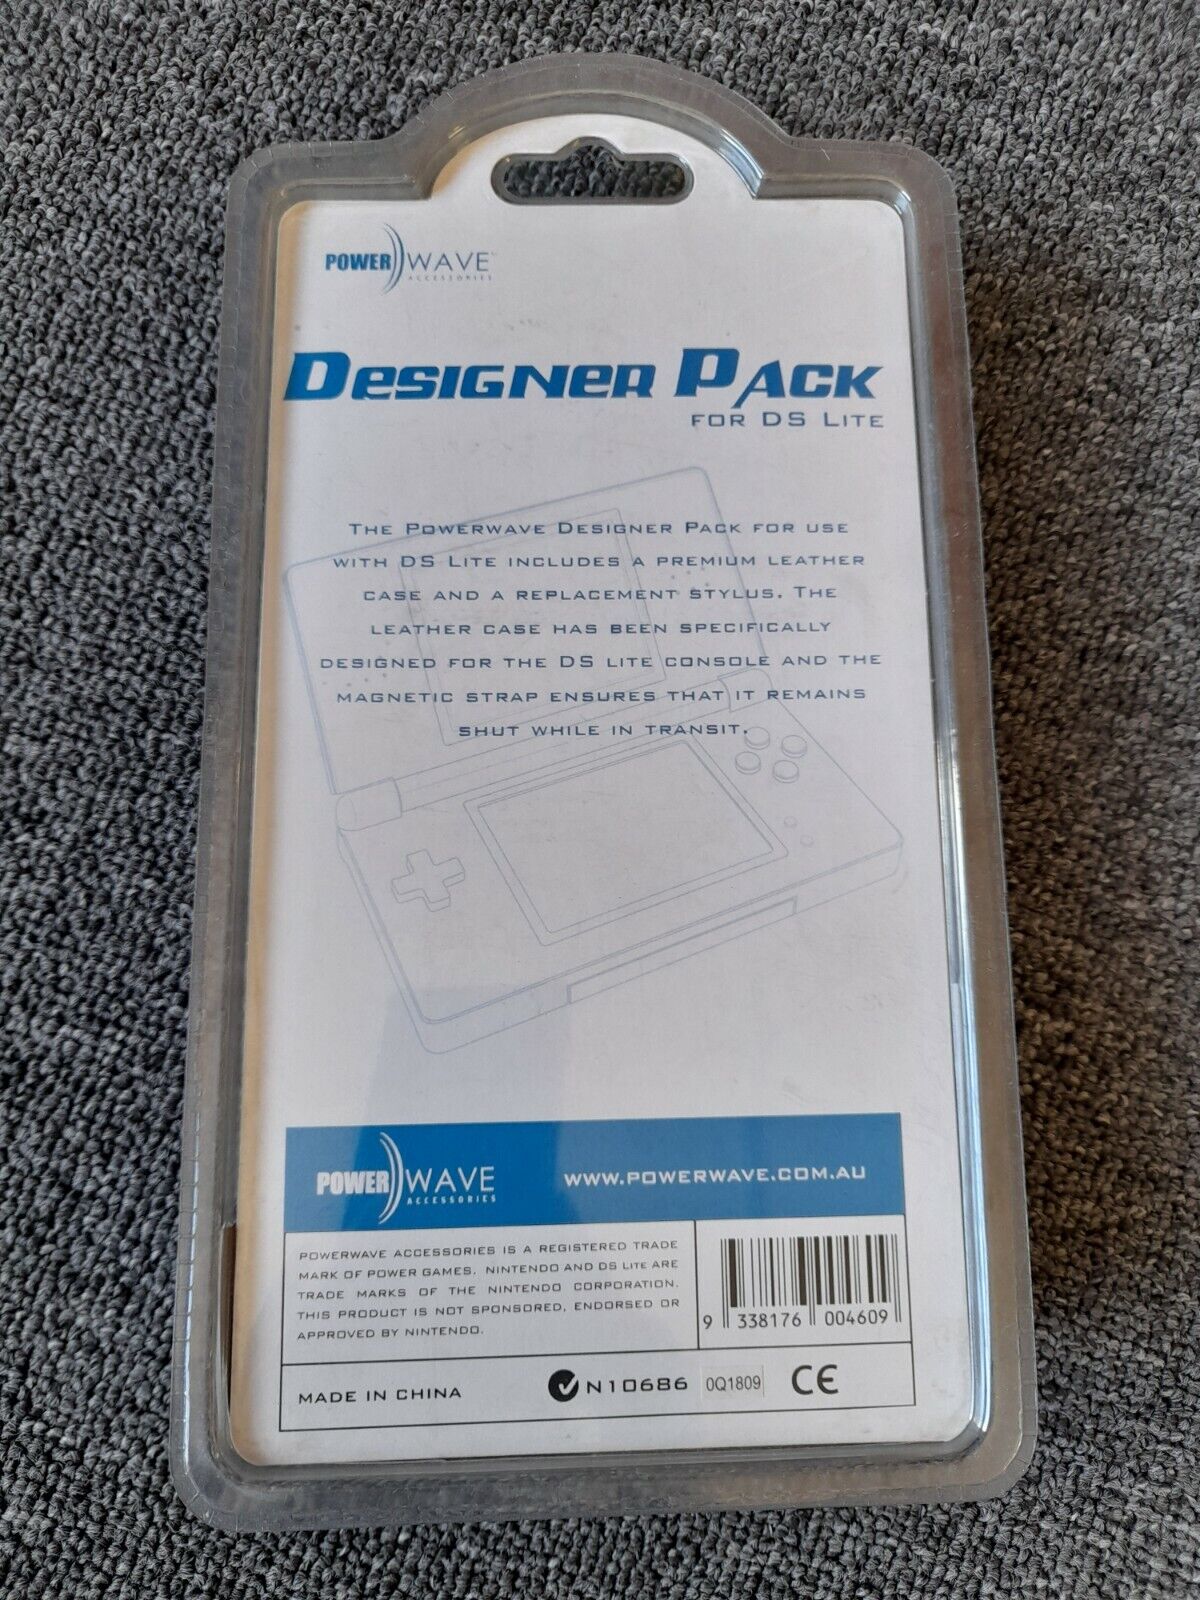 POWER WAVE™
ACCESSORIES
DESIGNER PACK
FOR DS LITE
THE POWERWAVE DESIGNER PACK FOR USE
WITH DS LITE INCLUDES A PREMIUM LEATHER
CASE AND A REPLACEMENT STYLUS. THE
LEATHER CASE HAS BEEN SPECIFICALLY
DESIGNED FOR THE DS LITE CONSOLE AND THE
MAGNETIC STRAP ENSURES THAT IT REMAINS
SHUT WHILE IN TRANSIT.
POWER WAVE
ACCESSORIES
WWW.POWERWAVE.COM.AU
POWERWAVE ACCESSORIES IS A REGISTERED TRADE
MARK OF POWER GAMES. NINTENDO AND DS LITE ARE
TRADE MARKS OF THE NINTENDO CORPORATION.
THIS PRODUCT IS NOT SPONSORED, ENDORSED OR
APPROVED BY NINTENDO.
9 338176 004609
MADE IN CHINA
N10686
0Q1809
CE